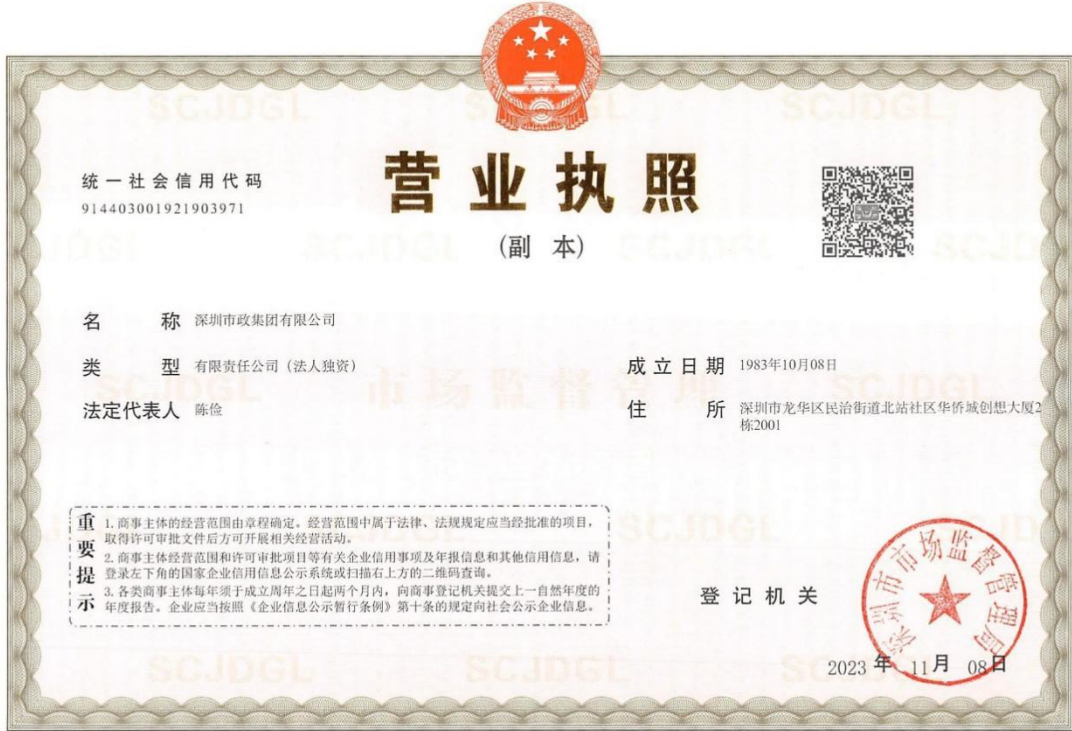 营业执照
(副 本)
统一社会信用代码
914403001921903971
名 称 深圳市政集团有限公司
类 型 有限责任公司（法人独资）
法定代表人 陈俭
成立日期 1983年10月08日
住 所 深圳市龙华区民治街道北站社区华侨城创想大厦2
栋2001
重要提示
1. 商事主体的经营范围由章程确定。经营范围中属于法律、法规规定应当经批准的项目，
取得许可审批文件后方可开展相关经营活动。
2. 商事主体经营范围和许可审批项目等有关企业信用事项及年报信息和其他信用信息，请
登录左下角的国家企业信用信息公示系统或扫描右上方的二维码查询。
3. 各类商事主体每年须于成立周年之日起两个月内，向商事登记机关提交上一自然年度的
年度报告。企业应当按照《企业信息公示暂行条例》第十条的规定向社会公示企业信息。
登记机关
深圳市市场监督管理局
2023 年 11月 08日
SCJDGL
市场监督管理